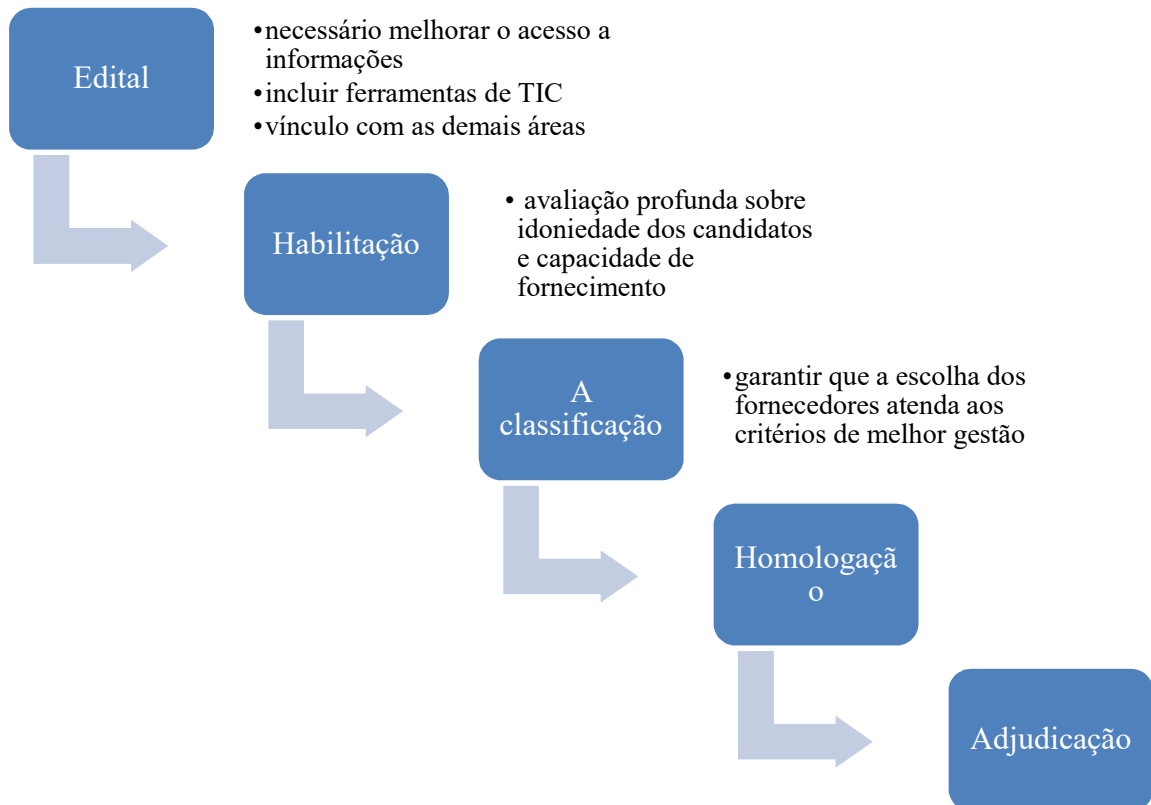 Edital
•necessário melhorar o acesso a
informações
•incluir ferramentas de TIC
•vínculo com as demais áreas
Habilitação
• avaliação profunda sobre
idoniedade dos candidatos
e capacidade de
fornecimento
A
classificação
•garantir que a escolha dos
fornecedores atenda aos
critérios de melhor gestão
Homologaçã
o
Adjudicação